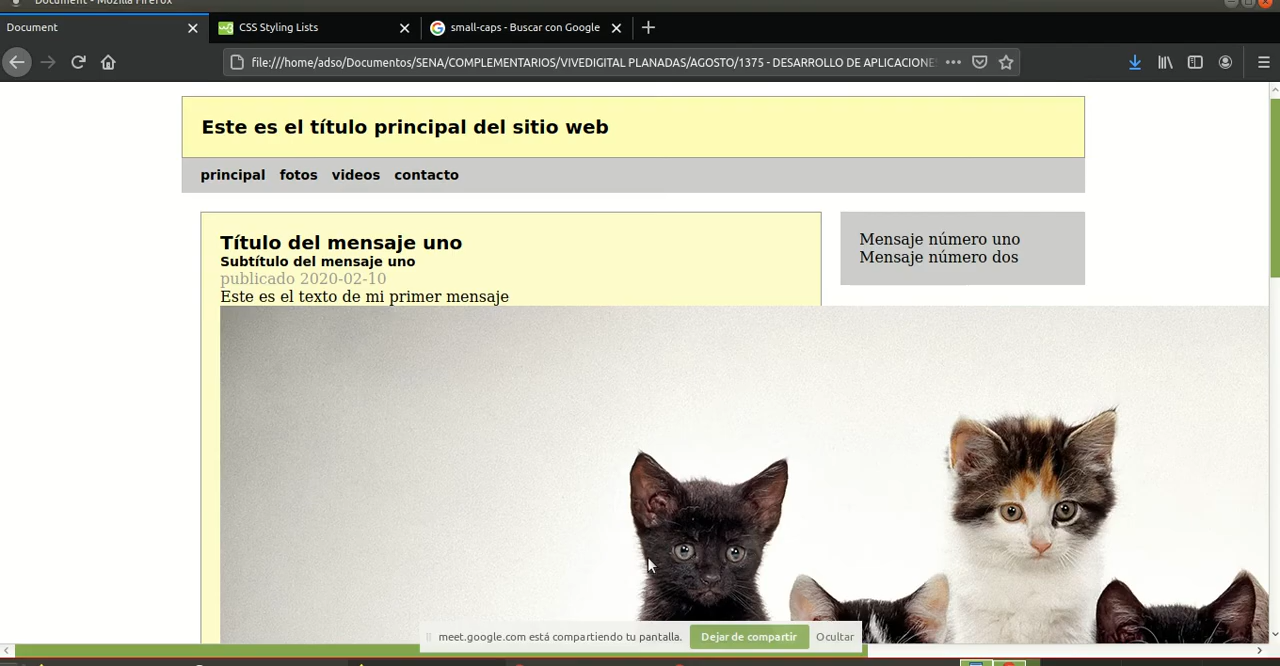 Document - Mozilla Firefox
Document
CSS Styling Lists
small-caps - Buscar con Google
file:///home/adso/Documentos/SENA/COMPLEMENTARIOS/VIVEDIGITAL PLANADAS/AGOSTO/1375 - DESARROLLO DE APLICACIONE
Este es el título principal del sitio web
principal fotos videos contacto
Título del mensaje uno
Subtítulo del mensaje uno
publicado 2020-02-10
Este es el texto de mi primer mensaje
Mensaje número uno
Mensaje número dos
meet.google.com está compartiendo tu pantalla.
Dejar de compartir
Ocultar